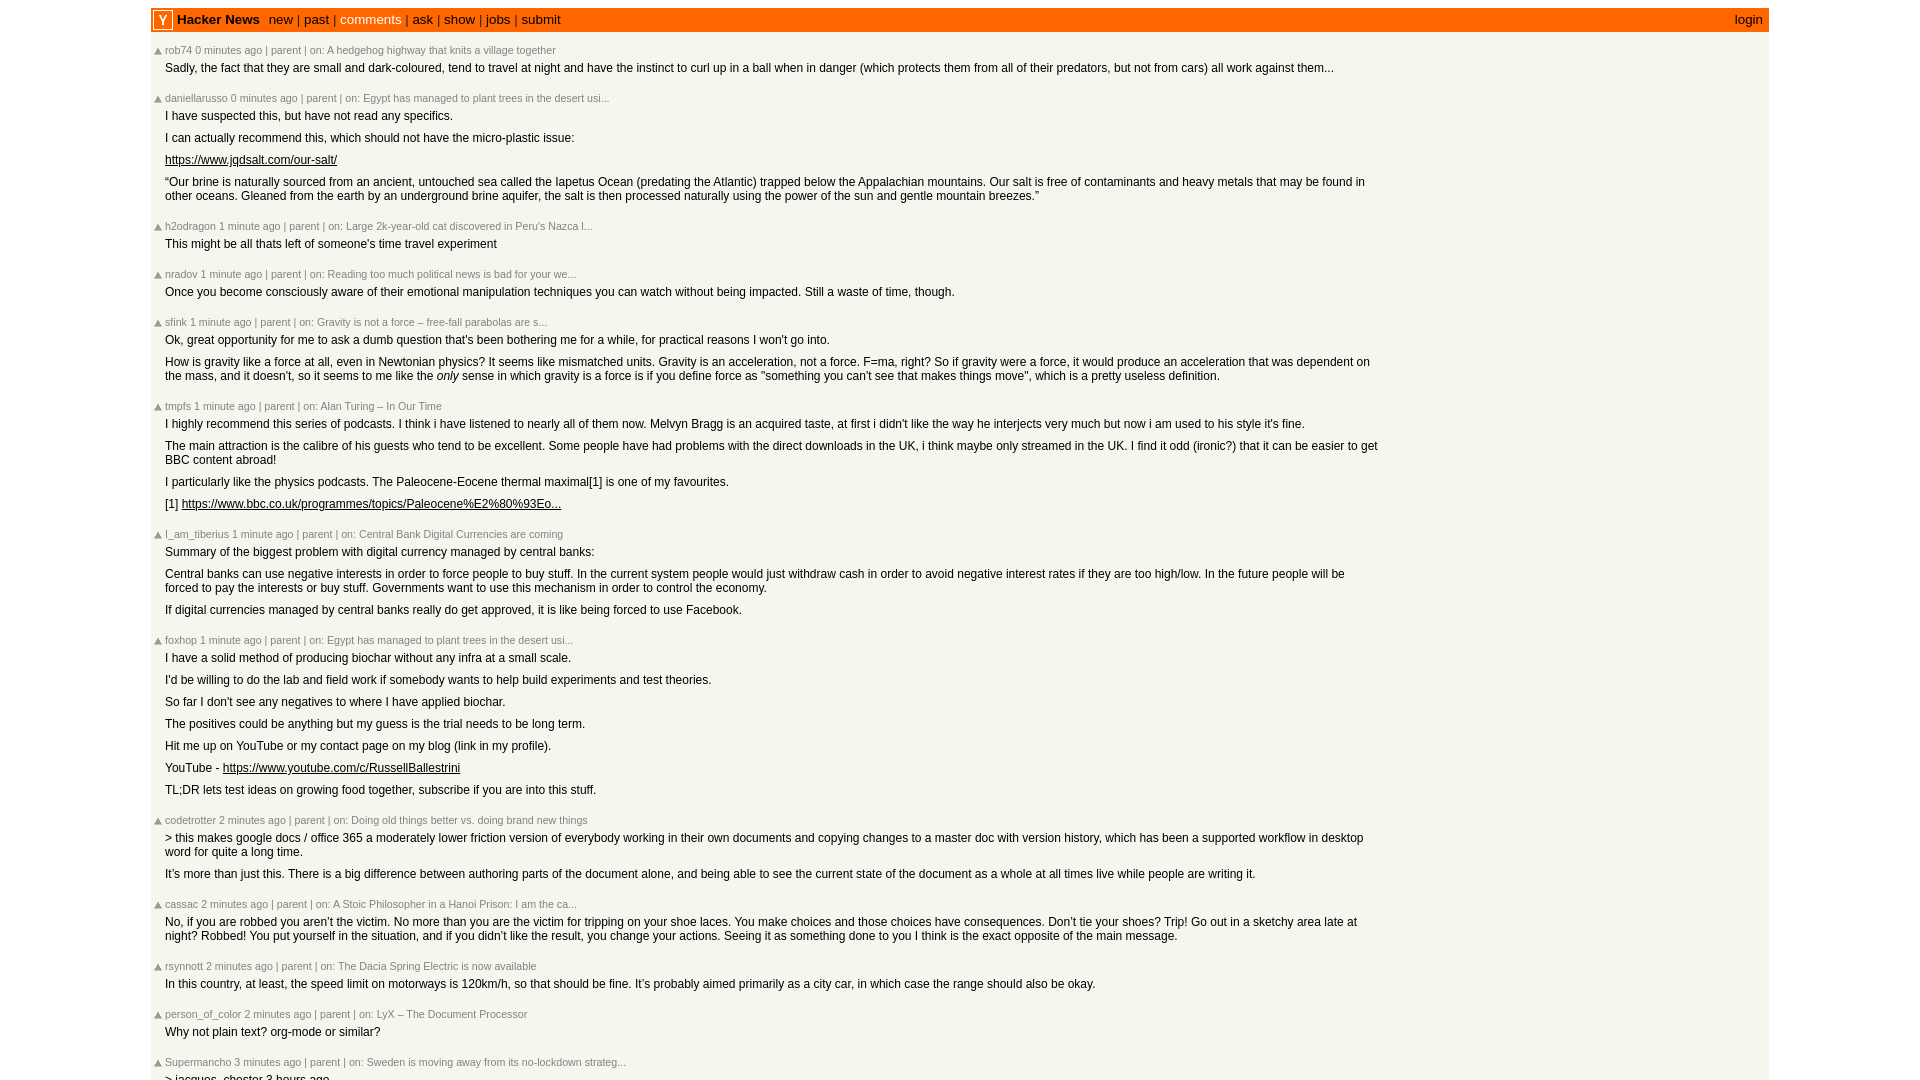 Y Hacker News new | past | comments | ask | show | jobs | submit login
rob74 0 minutes ago | parent | on: A hedgehog highway that knits a village together
Sadly, the fact that they are small and dark-coloured, tend to travel at night and have the instinct to curl up in a ball when in danger (which protects them from all of their predators, but not from cars) all work against them...
daniellarusso 0 minutes ago | parent | on: Egypt has managed to plant trees in the desert usi...
I have suspected this, but have not read any specifics.
I can actually recommend this, which should not have the micro-plastic issue:
https://www.jqdsalt.com/our-salt/
“Our brine is naturally sourced from an ancient, untouched sea called the Iapetus Ocean (predating the Atlantic) trapped below the Appalachian mountains. Our salt is free of contaminants and heavy metals that may be found in
other oceans. Gleaned from the earth by an underground brine aquifer, the salt is then processed naturally using the power of the sun and gentle mountain breezes.”
h2odragon 1 minute ago | parent | on: Large 2k-year-old cat discovered in Peru's Nazca l...
This might be all thats left of someone's time travel experiment
nradov 1 minute ago | parent | on: Reading too much political news is bad for your we...
Once you become consciously aware of their emotional manipulation techniques you can watch without being impacted. Still a waste of time, though.
sfink 1 minute ago | parent | on: Gravity is not a force – free-fall parabolas are s...
Ok, great opportunity for me to ask a dumb question that's been bothering me for a while, for practical reasons I won't go into.
How is gravity like a force at all, even in Newtonian physics? It seems like mismatched units. Gravity is an acceleration, not a force. F=ma, right? So if gravity were a force, it would produce an acceleration that was dependent on
the mass, and it doesn't, so it seems to me like the only sense in which gravity is a force is if you define force as "something you can't see that makes things move", which is a pretty useless definition.
tmpfs 1 minute ago | parent | on: Alan Turing – In Our Time
I highly recommend this series of podcasts. I think i have listened to nearly all of them now. Melvyn Bragg is an acquired taste, at first i didn't like the way he interjects very much but now i am used to his style it's fine.
The main attraction is the calibre of his guests who tend to be excellent. Some people have had problems with the direct downloads in the UK, i think maybe only streamed in the UK. I find it odd (ironic?) that it can be easier to get
BBC content abroad!
I particularly like the physics podcasts. The Paleocene-Eocene thermal maximal[1] is one of my favourites.
[1] https://www.bbc.co.uk/programmes/topics/Paleocene%E2%80%93Eo...
I_am_tiberius 1 minute ago | parent | on: Central Bank Digital Currencies are coming
Summary of the biggest problem with digital currency managed by central banks:
Central banks can use negative interests in order to force people to buy stuff. In the current system people would just withdraw cash in order to avoid negative interest rates if they are too high/low. In the future people will be
forced to pay the interests or buy stuff. Governments want to use this mechanism in order to control the economy.
If digital currencies managed by central banks really do get approved, it is like being forced to use Facebook.
foxhop 1 minute ago | parent | on: Egypt has managed to plant trees in the desert usi...
I have a solid method of producing biochar without any infra at a small scale.
I'd be willing to do the lab and field work if somebody wants to help build experiments and test theories.
So far I don't see any negatives to where I have applied biochar.
The positives could be anything but my guess is the trial needs to be long term.
Hit me up on YouTube or my contact page on my blog (link in my profile).
YouTube - https://www.youtube.com/c/RussellBallestrini
TL;DR lets test ideas on growing food together, subscribe if you are into this stuff.
codetrotter 2 minutes ago | parent | on: Doing old things better vs. doing brand new things
> this makes google docs / office 365 a moderately lower friction version of everybody working in their own documents and copying changes to a master doc with version history, which has been a supported workflow in desktop
word for quite a long time.
It’s more than just this. There is a big difference between authoring parts of the document alone, and being able to see the current state of the document as a whole at all times live while people are writing it.
cassac 2 minutes ago | parent | on: A Stoic Philosopher in a Hanoi Prison: I am the ca...
No, if you are robbed you aren’t the victim. No more than you are the victim for tripping on your shoe laces. You make choices and those choices have consequences. Don’t tie your shoes? Trip! Go out in a sketchy area late at
night? Robbed! You put yourself in the situation, and if you didn’t like the result, you change your actions. Seeing it as something done to you I think is the exact opposite of the main message.
rsynnott 2 minutes ago | parent | on: The Dacia Spring Electric is now available
In this country, at least, the speed limit on motorways is 120km/h, so that should be fine. It’s probably aimed primarily as a city car, in which case the range should also be okay.
person_of_color 2 minutes ago | parent | on: LyX – The Document Processor
Why not plain text? org-mode or similar?
Supermancho 3 minutes ago | parent | on: Sweden is moving away from its no-lockdown strateg...
> jacques_chester 3 hours ago